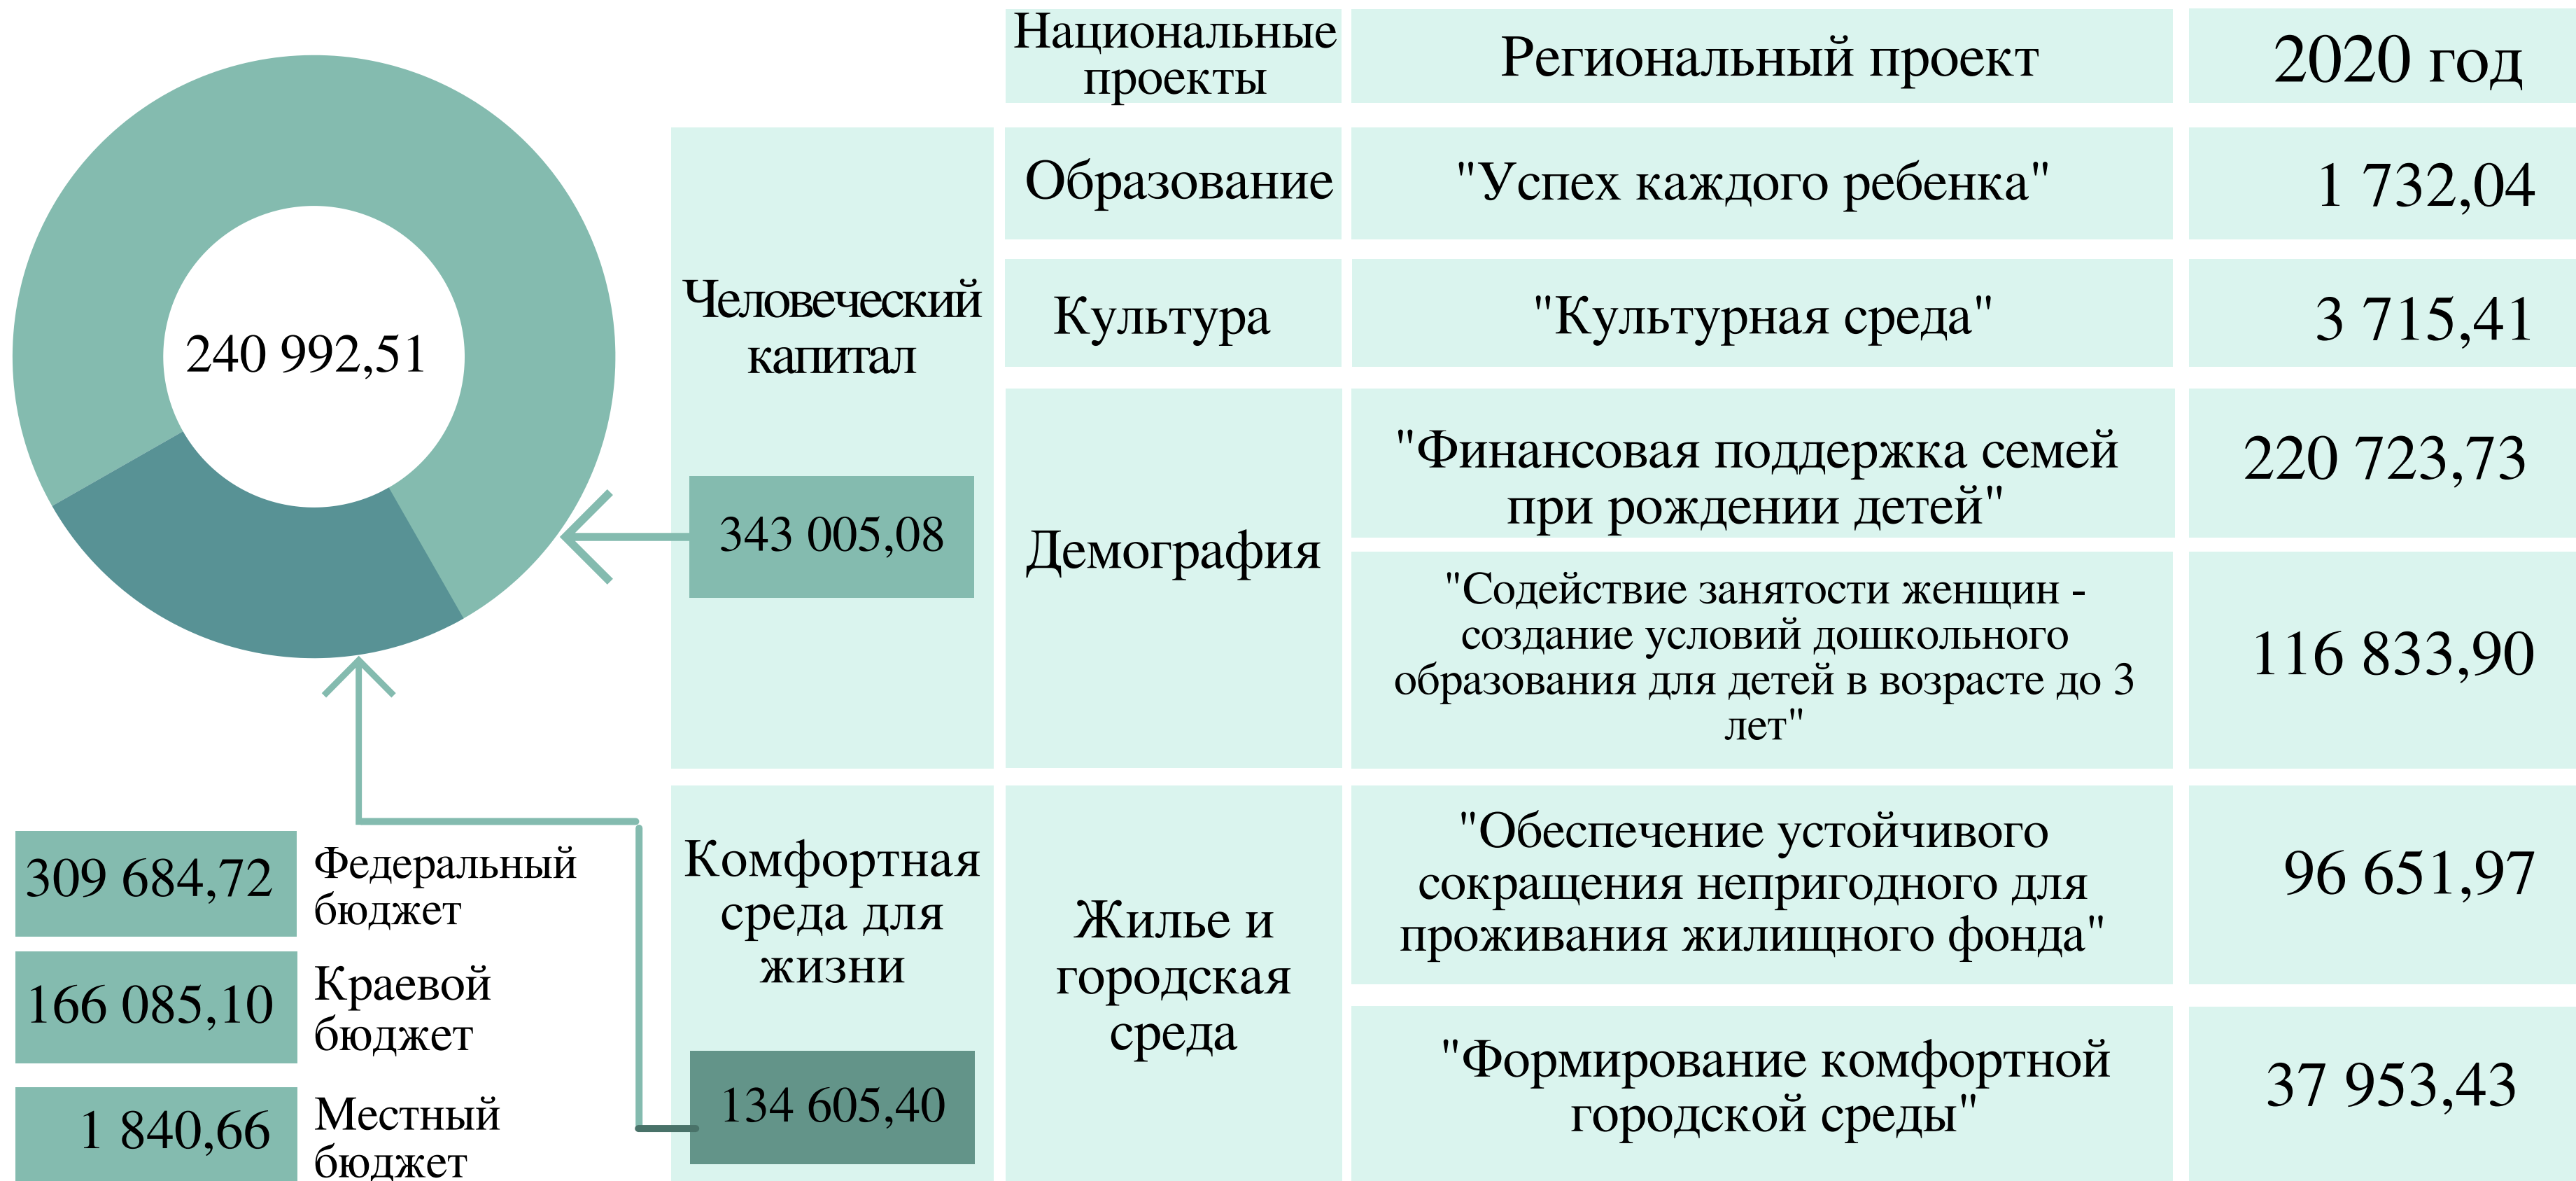 Национальные
проекты
Региональный проект
2020 год
240 992,51
Человеческий
капитал
343 005,08
Образование
"Успех каждого ребенка"
1 732,04
Культура
"Культурная среда"
3 715,41
Демография
"Финансовая поддержка семей
при рождении детей"
220 723,73
"Содействие занятости женщин -
создание условий дошкольного
образования для детей в возрасте до 3
лет"
116 833,90
Комфортная
среда для
жизни
134 605,40
Жилье и
городская
среда
"Обеспечение устойчивого
сокращения непригодного для
проживания жилищного фонда"
96 651,97
"Формирование комфортной
городской среды"
37 953,43
309 684,72
Федеральный
бюджет
166 085,10
Краевой
бюджет
1 840,66
Местный
бюджет